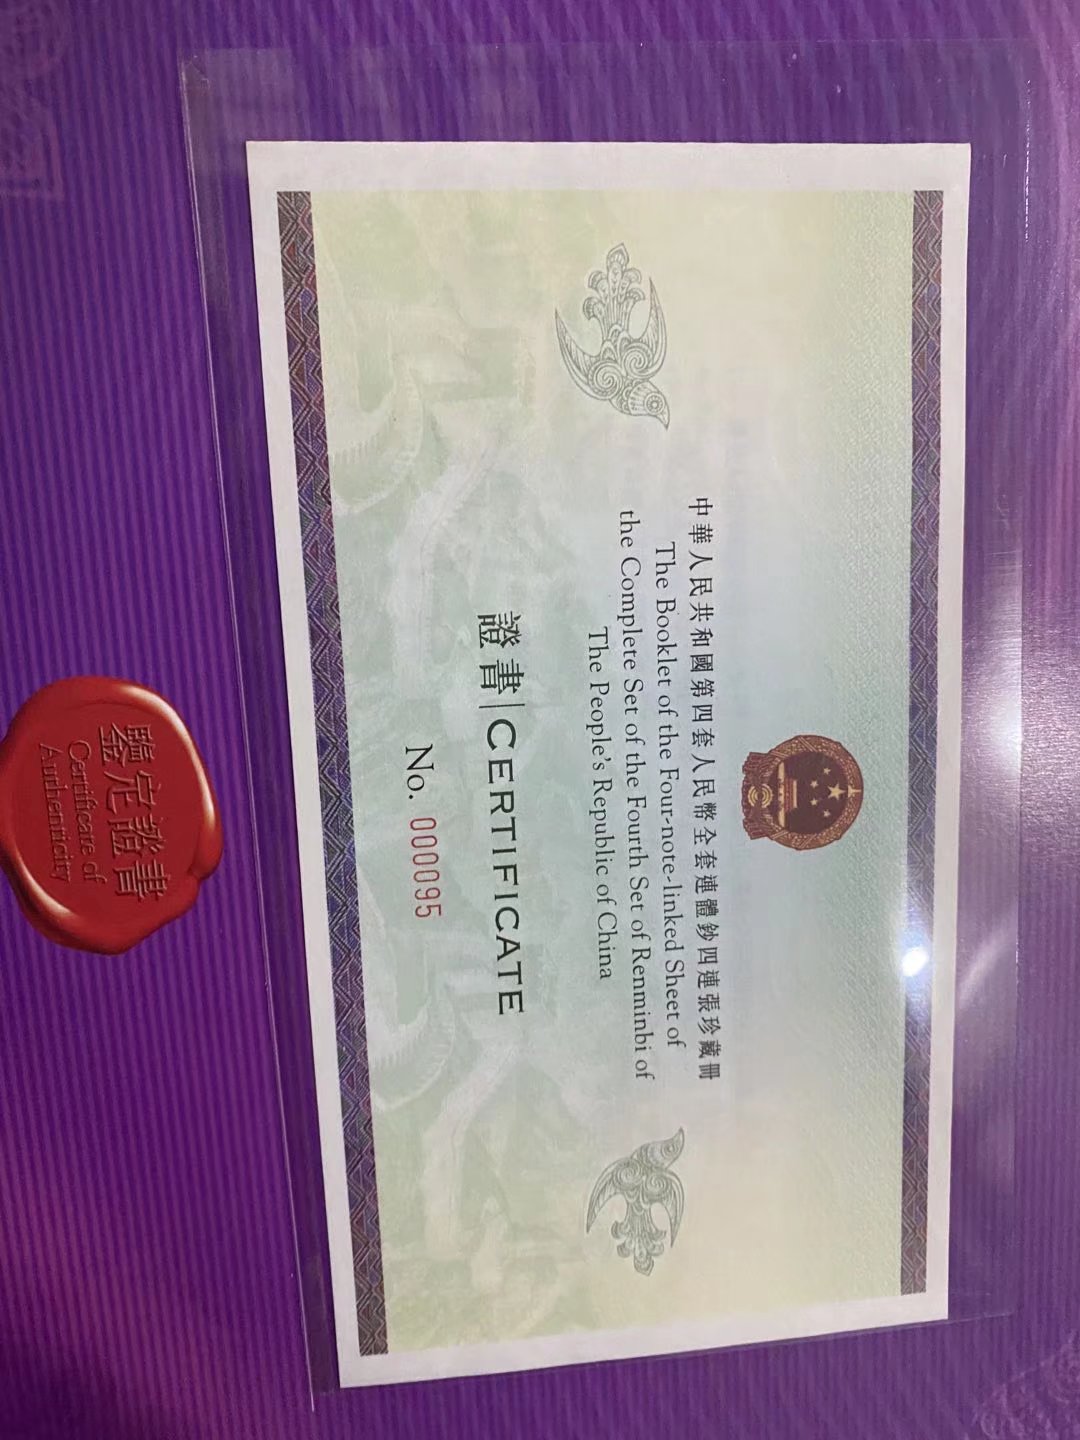 中華人民共和國第四套人民幣全套連體鈔四連張珍藏冊
The Booklet of the Four-note-linked Sheet of
the Complete Set of the Fourth Set of Renminbi of
The People's Republic of China
證書|CERTIFICATE
No. 000095
鑒定證書
Certificate of
Aurhenticity